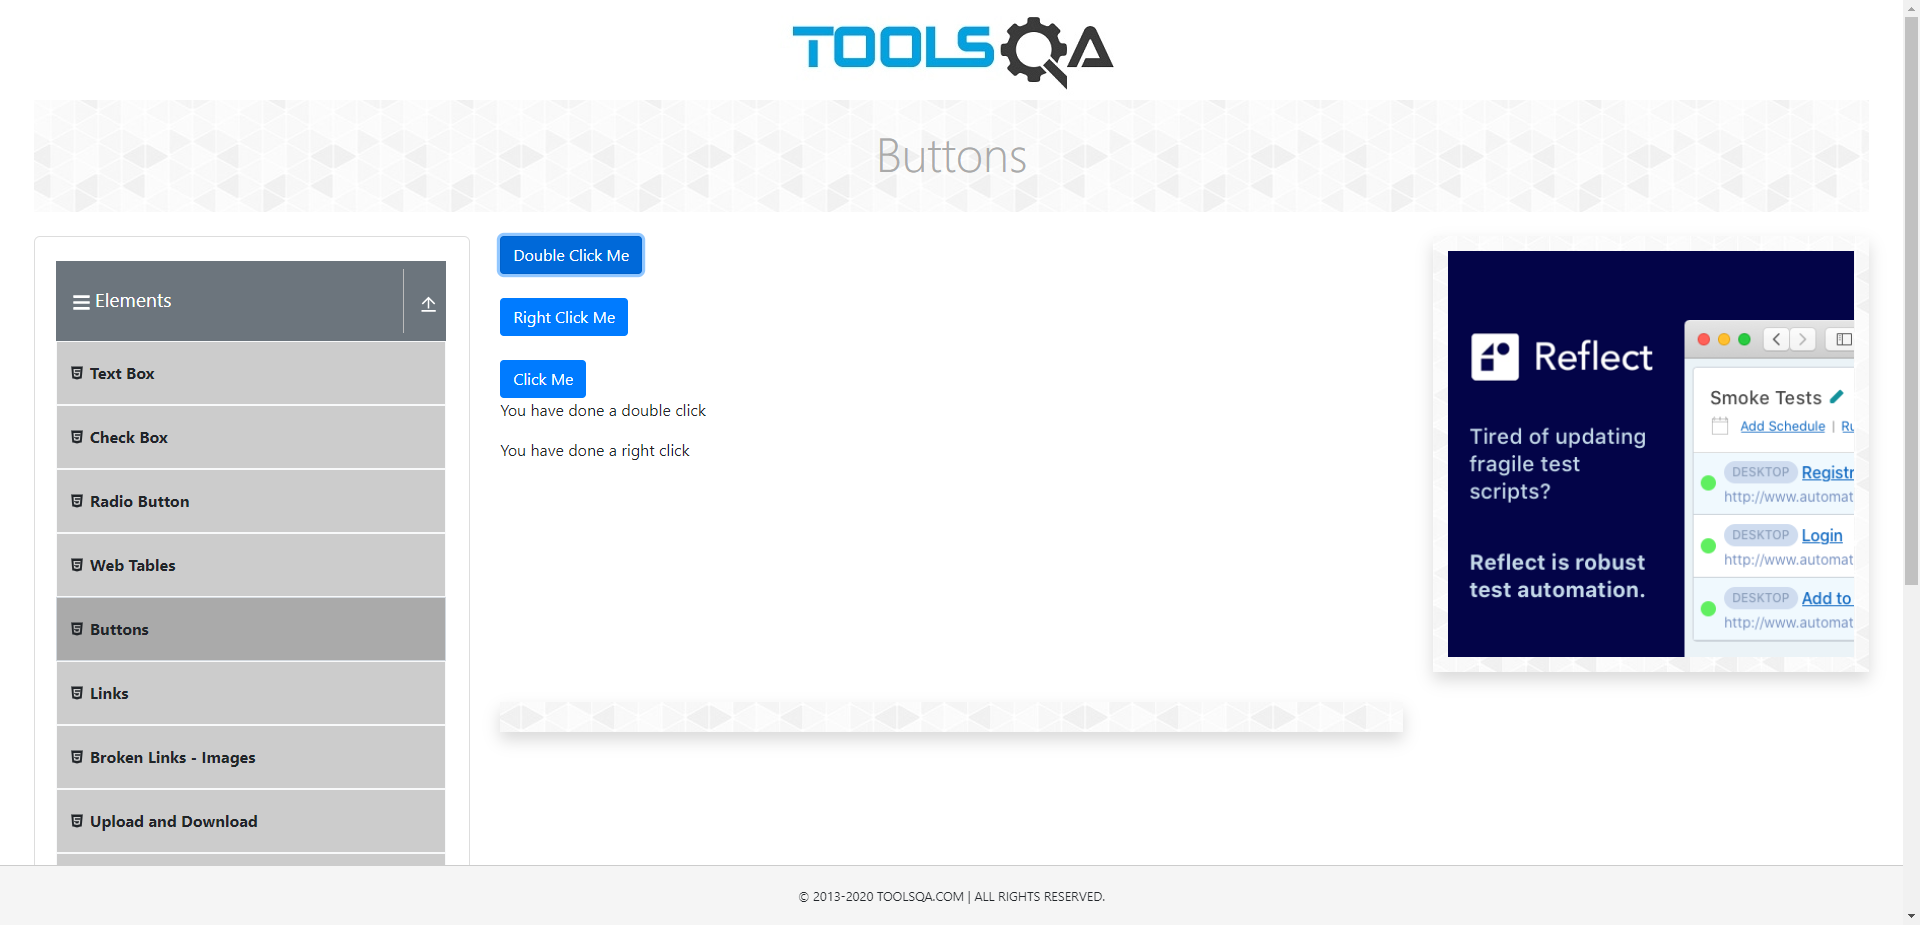 TOOLSQA
Buttons
Elements
Text Box
Check Box
Radio Button
Web Tables
Buttons
Links
Broken Links - Images
Upload and Download
Double Click Me
Right Click Me
Click Me
You have done a double click
You have done a right click
Reflect
Tired of updating
fragile test
scripts?
Reflect is robust
test automation.
Smoke Tests
Add Schedule | Ru
DESKTOP Registr
http://www.automat
DESKTOP Login
http://www.automat
DESKTOP Add to
http://www.automat
© 2013-2020 TOOLSQA.COM | ALL RIGHTS RESERVED.